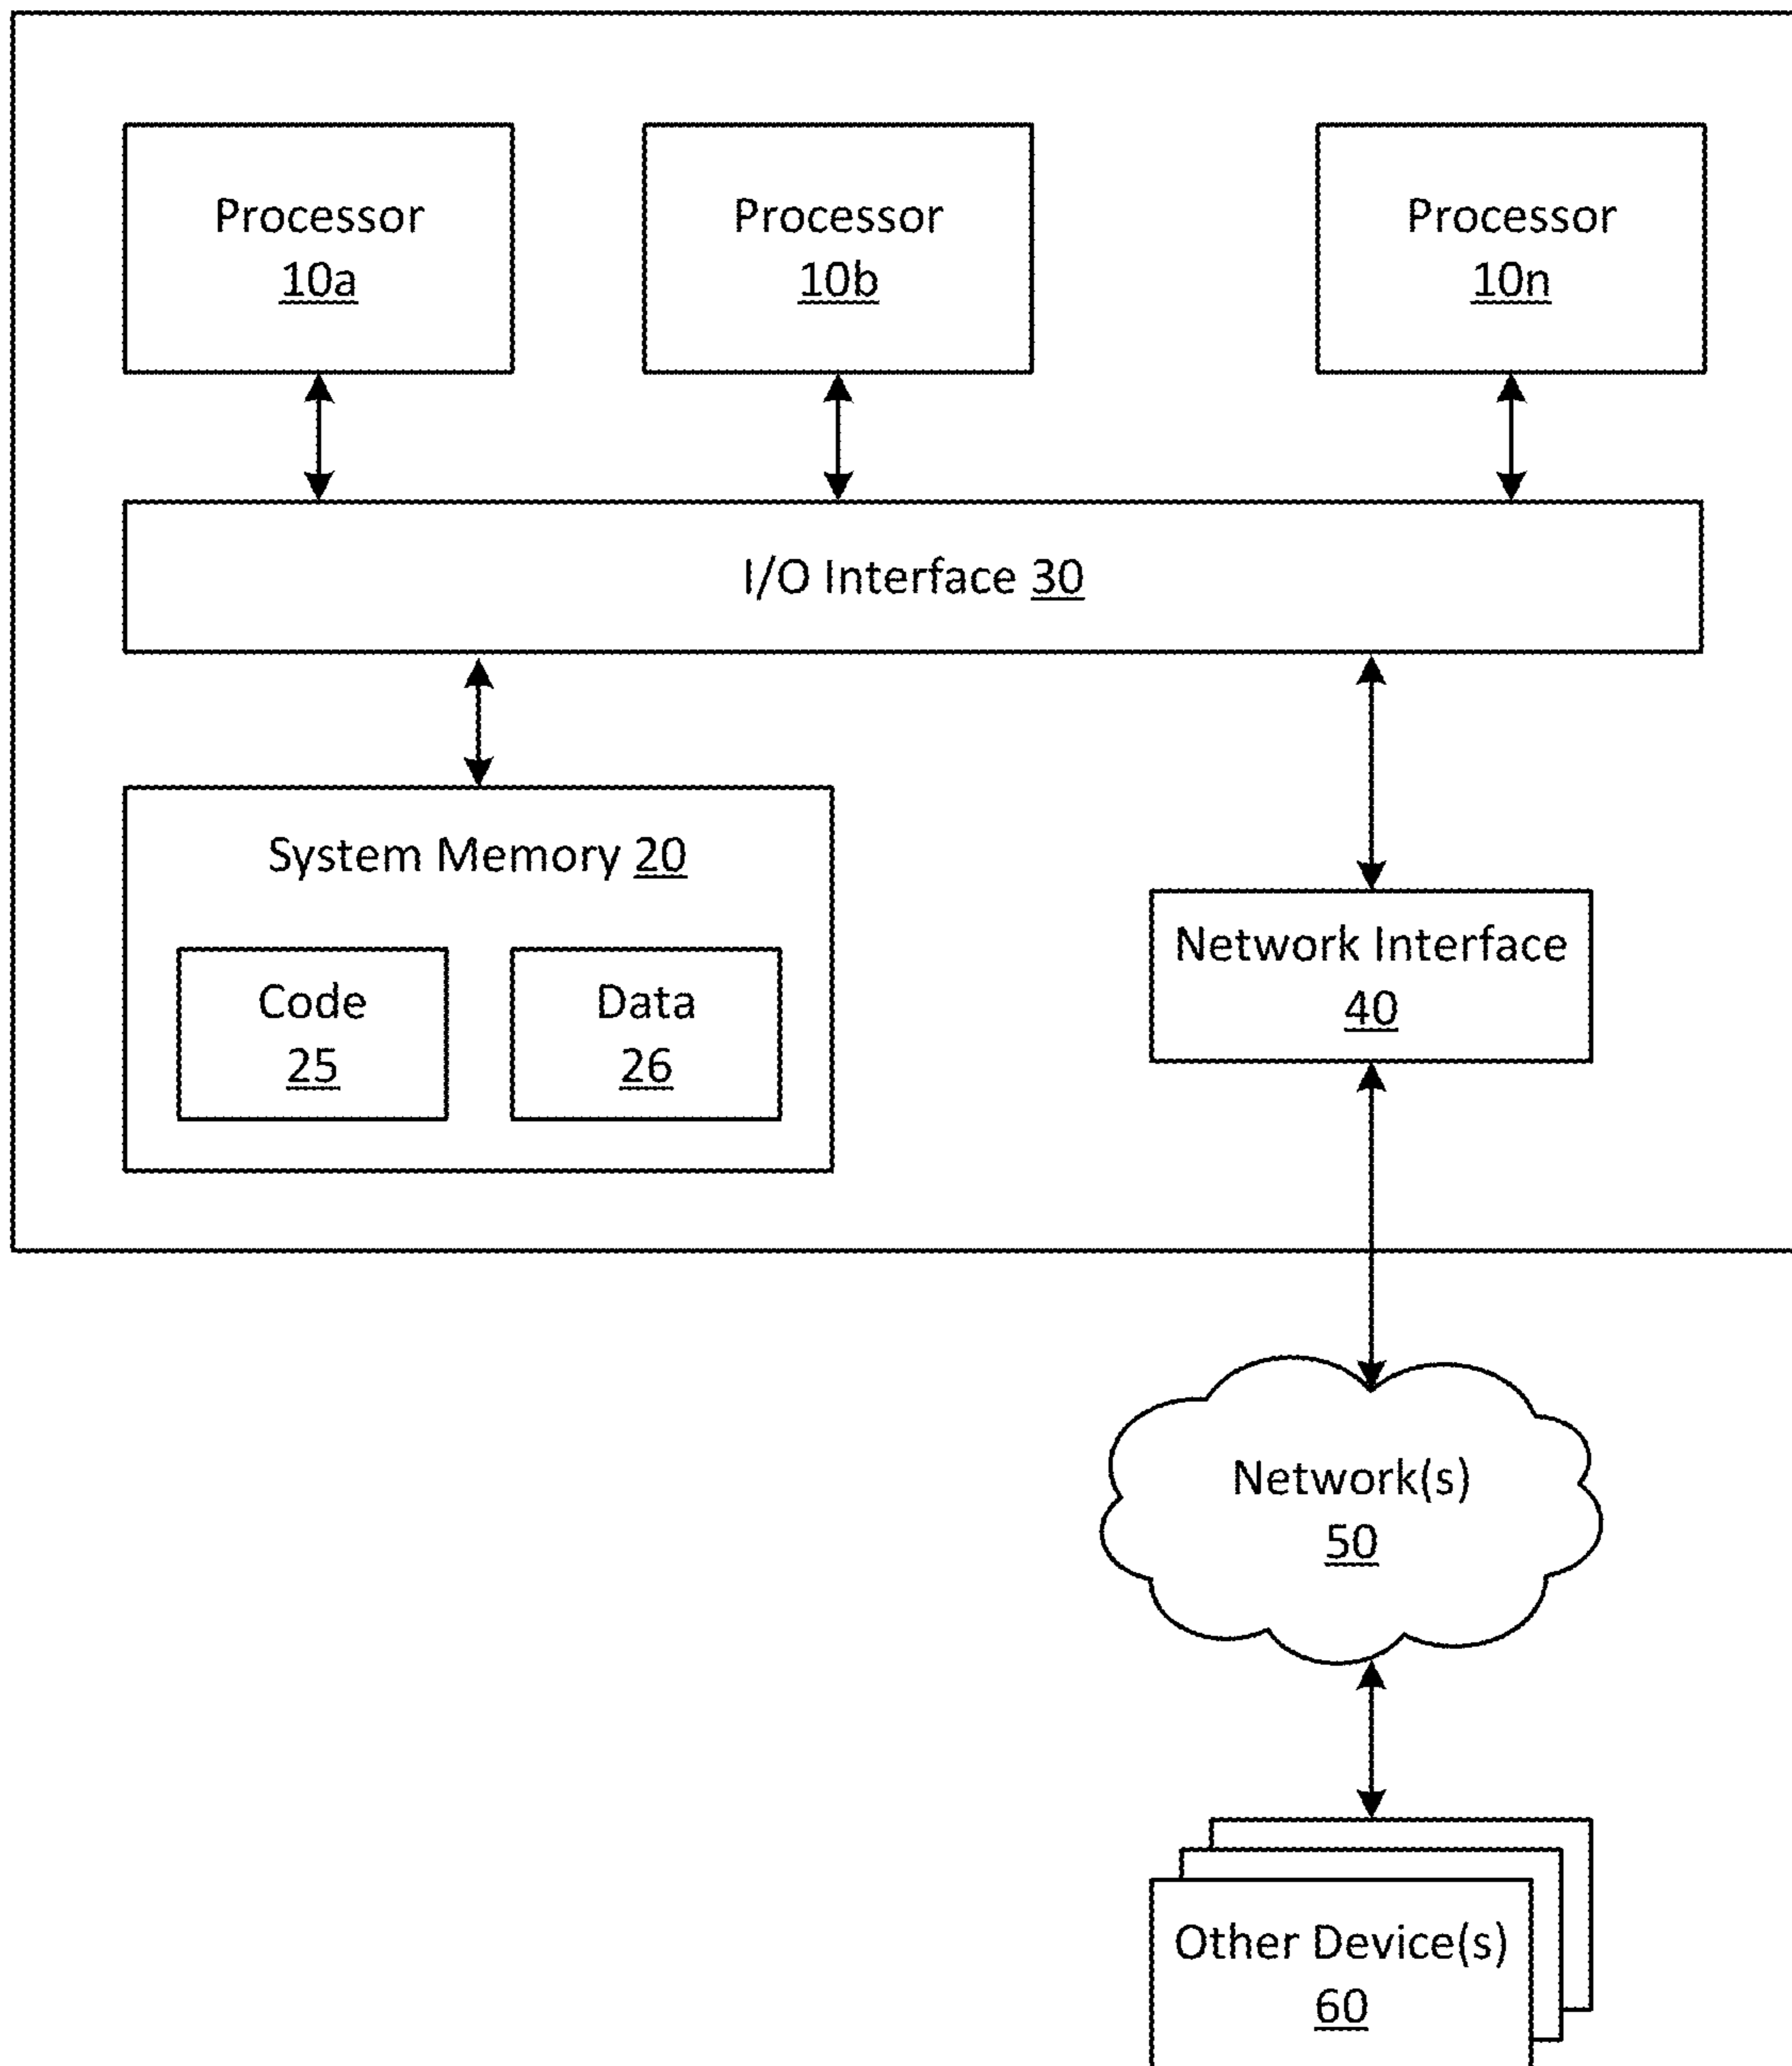 Processor
10a
Processor
10b
Processor
10n
I/O Interface 30
System Memory 20
Code
25
Data
26
Network Interface
40
Network(s)
50
Other Device(s)
60